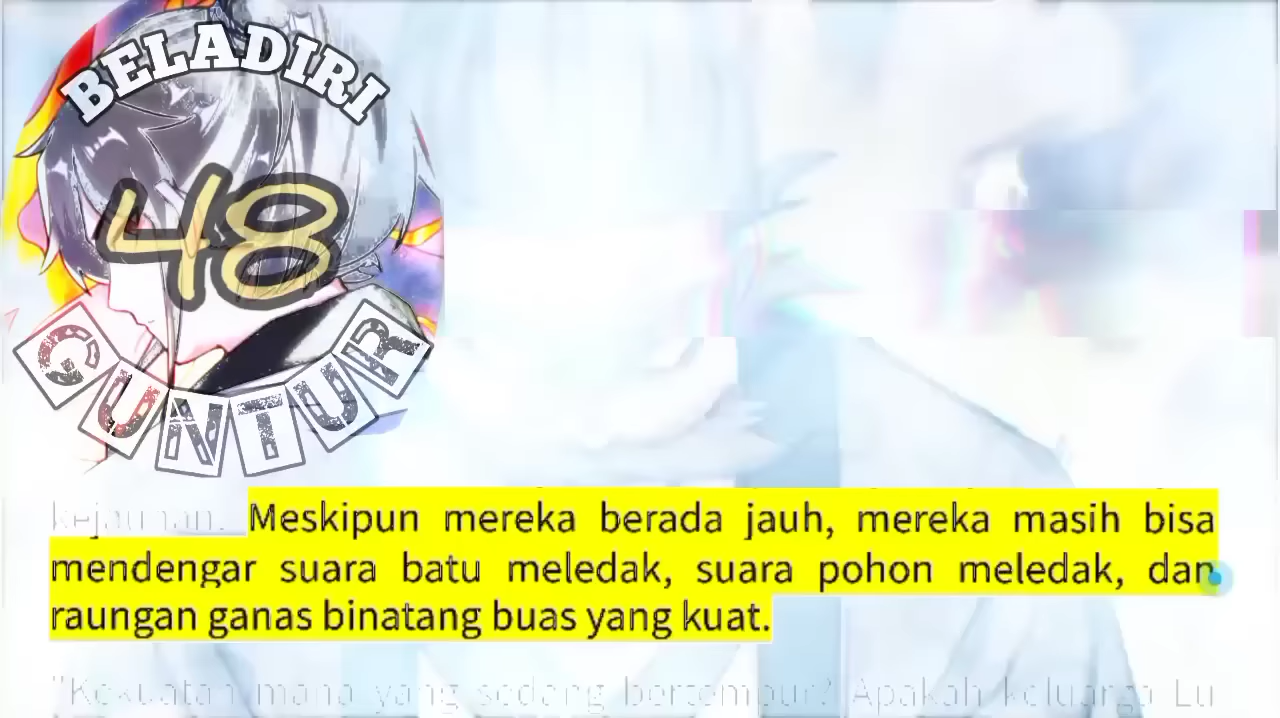 BELADIRI
48
GUNTUR
kejauhan. Meskipun mereka berada jauh, mereka masih bisa
mendengar suara batu meledak, suara pohon meledak, dan
raungan ganas binatang buas yang kuat.
"Kekuatan mana yang sedang bertempur? Apakah keluarga Lu